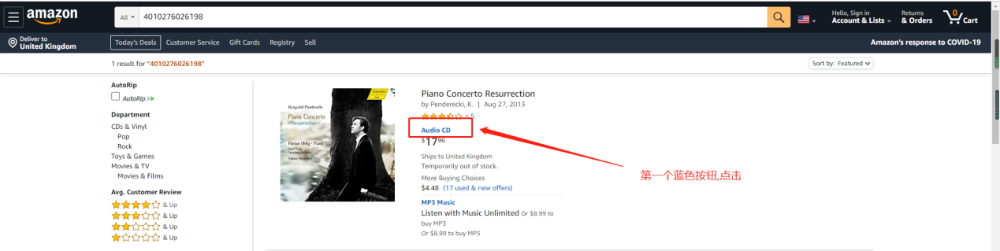 amazon
All
4010276026198
Hello, Sign in
Account & Lists
Returns
& Orders
0
Cart
Deliver to
United Kingdom
Today's Deals
Customer Service
Gift Cards
Registry
Sell
Amazon's response to COVID-19
1 result for "4010276026198"
Sort by: Featured
AutoRip
AutoRip
Department
CDs & Vinyl
Pop
Rock
Toys & Games
Movies & TV
Movies & Films
Avg. Customer Review
& Up
& Up
& Up
& Up
Krzysztof Penderecki
Piano Concerto
»Resurrection«
Florian Uhlig · Piano
Piano Concerto Resurrection
by Penderecki, K. | Aug 27, 2013
5
Audio CD
$1796
Ships to United Kingdom
Temporarily out of stock.
More Buying Choices
$4.48 (17 used & new offers)
MP3 Music
Listen with Music Unlimited Or $8.99 to
buy MP3
Or $8.99 to buy MP3
第一个蓝色按钮,点击